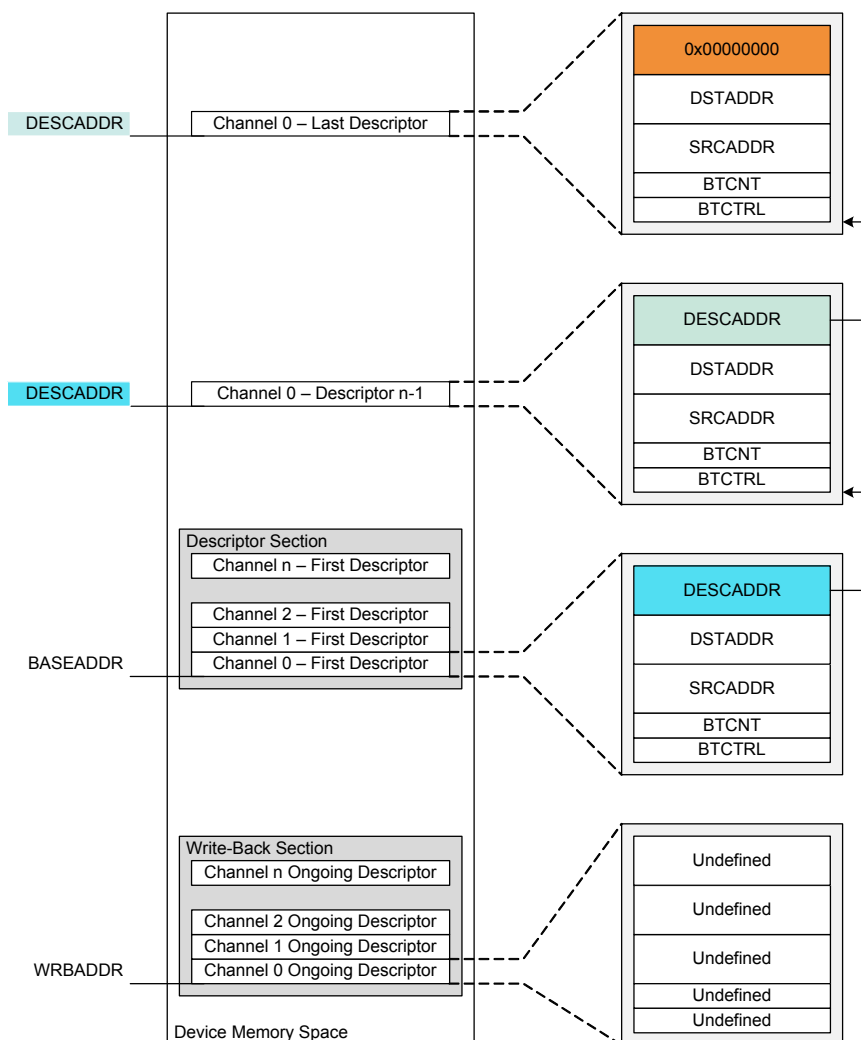 0x00000000
DESCADDR
Channel 0 – Last Descriptor
DSTADDR
SRCADDR
BTCNT
BTCTRL
DESCADDR
DESCADDR
Channel 0 – Descriptor n-1
DSTADDR
SRCADDR
BTCNT
BTCTRL
Descriptor Section
Channel n – First Descriptor
DESCADDR
Channel 2 – First Descriptor
Channel 1 – First Descriptor
BASEADDR
Channel 0 – First Descriptor
DSTADDR
SRCADDR
BTCNT
BTCTRL
Write-Back Section
Channel n Ongoing Descriptor
Undefined
Channel 2 Ongoing Descriptor
Undefined
Channel 1 Ongoing Descriptor
Undefined
WRBADDR
Channel 0 Ongoing Descriptor
Undefined
Undefined
Device Memory Space